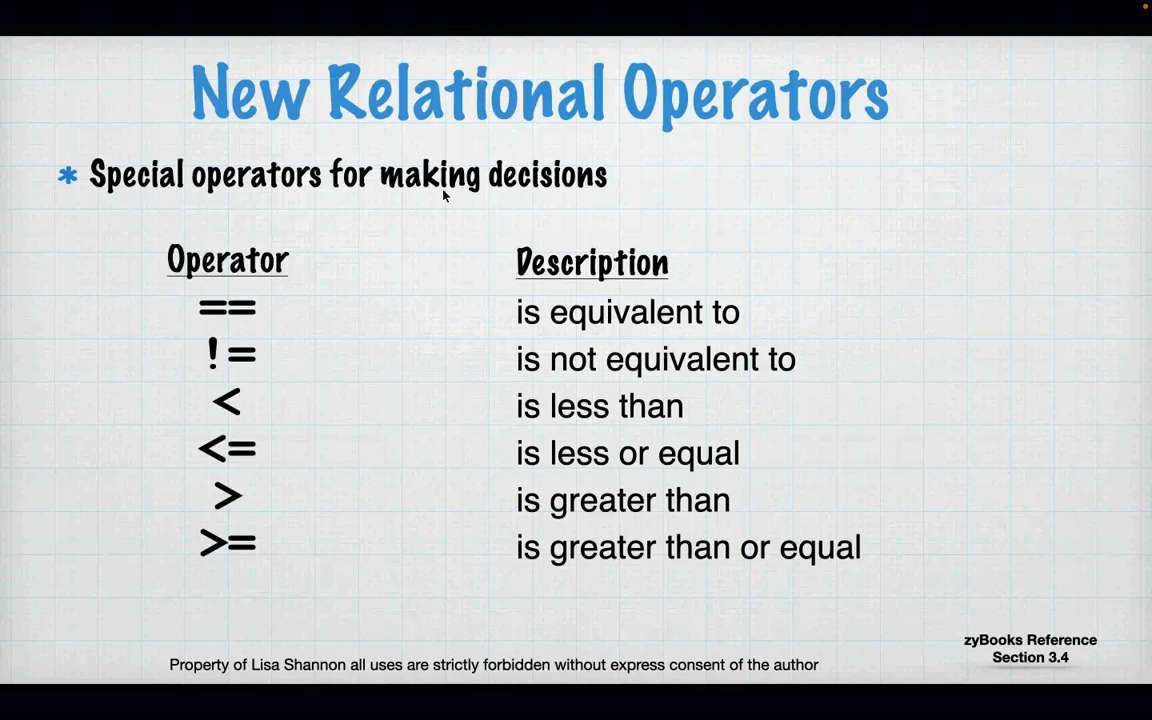 New Relational Operators
* Special operators for making decisions
Operator Description
== is equivalent to
!= is not equivalent to
< is less than
<= is less or equal
> is greater than
>= is greater than or equal
zyBooks Reference
Section 3.4
Property of Lisa Shannon all uses are strictly forbidden without express consent of the author